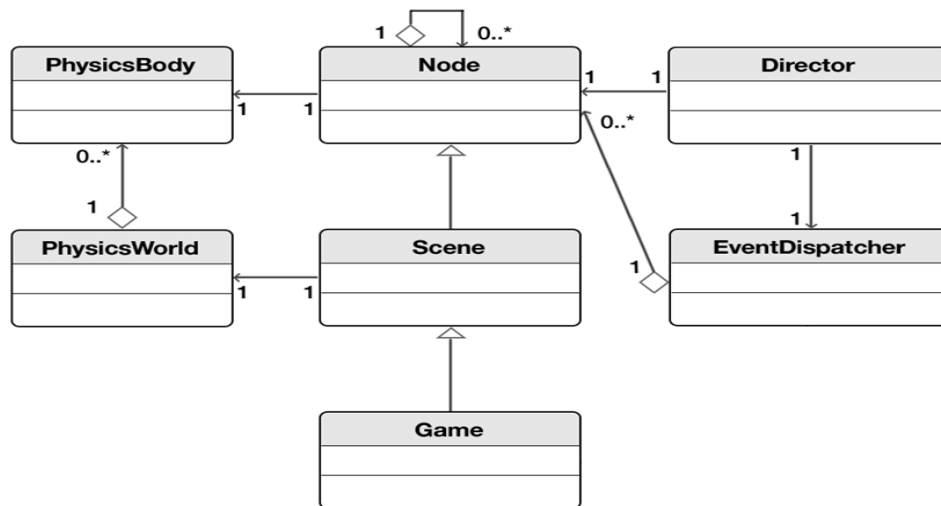 1
0..*
PhysicsBody
Node
Director
1
1
1
1
0..*
0..*
1
1
1
1
1
PhysicsWorld
Scene
EventDispatcher
1
1
Game